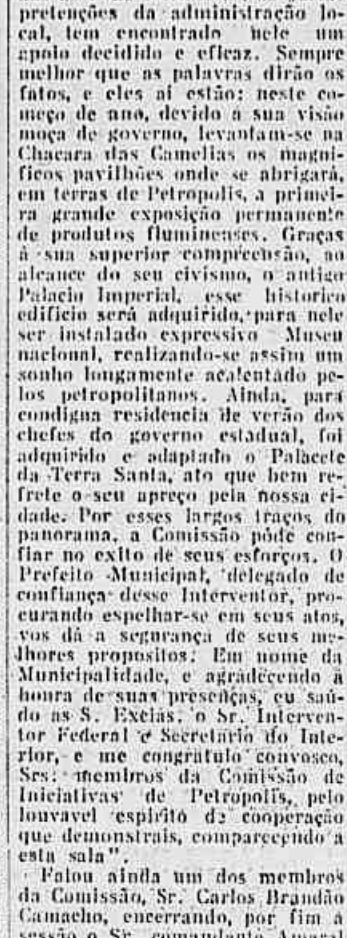 pretenções da administração lo-
cal, tem encontrado nele um
apoio decidido e eficaz. Sempre
melhor que as palavras dirão os
fatos, e eles aí estão: neste co-
meço de ano, devido á sua visão
moça de governo, levantam-se na
Chacara das Camelias os magni-
ficos pavilhões onde se abrigará,
em terras de Petropolis, a primei-
ra grande exposição permanente
de produtos fluminenses. Graças
á sua superior compreensão, ao
alcance do seu civismo, o antigo
Palacio Imperial, esse historico
edificio será adquirido, para nele
ser instalado expressivo Museu
nacional, realizando-se assim um
sonho longamente acalentado pe-
los petropolitanos. Ainda, para
condigna residencia de verão dos
chefes do governo estadual, foi
adquirido e adaptado o Palacete
da Terra Santa, ato que bem re-
frete o seu apreço pela nossa ci-
dade. Por esses largos traços do
panorama, a Comissão póde con-
fiar no exito de seus esforços. O
Prefeito Municipal, delegado de
confiança desse Interventor, pro-
curando espelhar-se em seus atos,
vos dá a segurança de seus me-
lhores propositos. Em nome da
Municipalidade, e agradecendo a
honra de suas presenças, eu saú-
do as S. Excias. o Sr. Interven-
tor Federal e Secretario do Inte-
rior, e me congratulo convosco,
Srs. membros da Comissão de
Iniciativas de Petropolis, pelo
louvavel espirito de cooperação
que demonstrais, comparecendo a
esta sala".
Falou ainda um dos membros
da Comissão, Sr. Carlos Brandão
Camacho, encerrando, por fim a
sessão o Sr. comandante Amaral